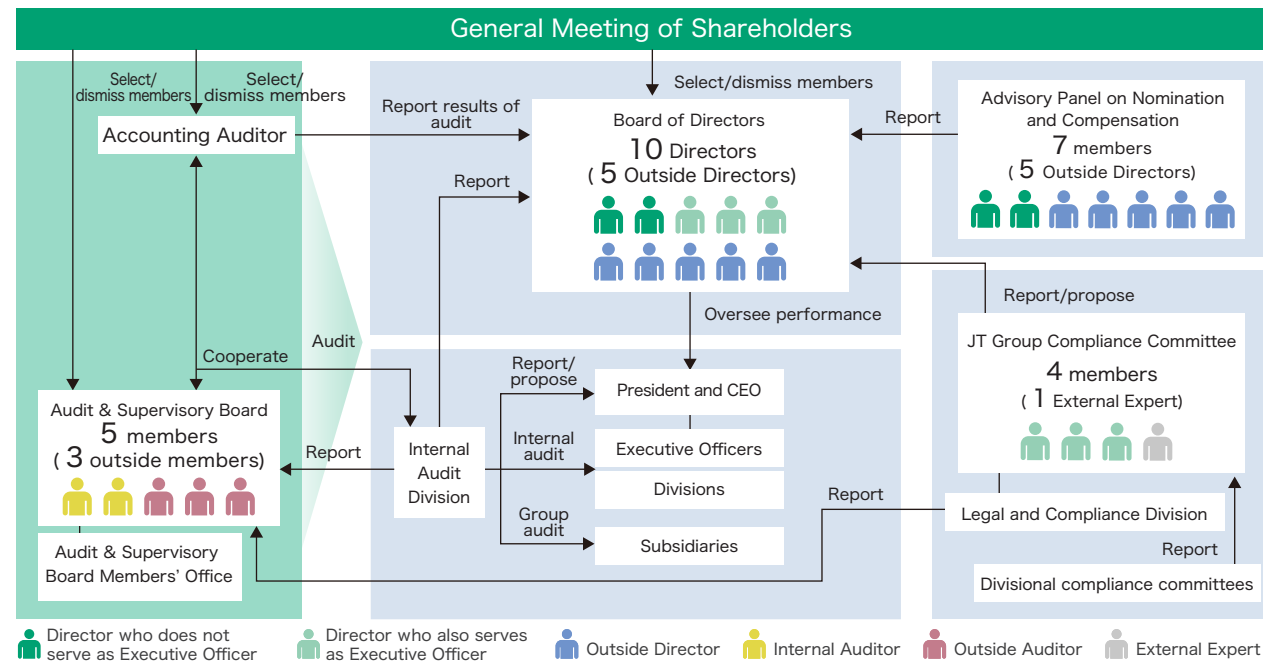 General Meeting of Shareholders
Select/
dismiss members
Select/
dismiss members
Accounting Auditor
Report results of
audit
Select/dismiss members
Board of Directors
10 Directors
( 5 Outside Directors)
Report
Advisory Panel on Nomination
and Compensation
7 members
( 5 Outside Directors)
Report
Report/propose
Oversee performance
Audit
Cooperate
JT Group Compliance Committee
4 members
( 1 External Expert)
Audit & Supervisory Board
5 members
( 3 outside members)
Report
Internal
Audit
Division
Report/
propose
President and CEO
Internal
audit
Executive Officers
Divisions
Group
audit
Subsidiaries
Report
Legal and Compliance Division
Report
Divisional compliance committees
Audit & Supervisory
Board Members' Office
Director who does not
serve as Executive Officer
Director who also serves
as Executive Officer
Outside Director
Internal Auditor
Outside Auditor
External Expert